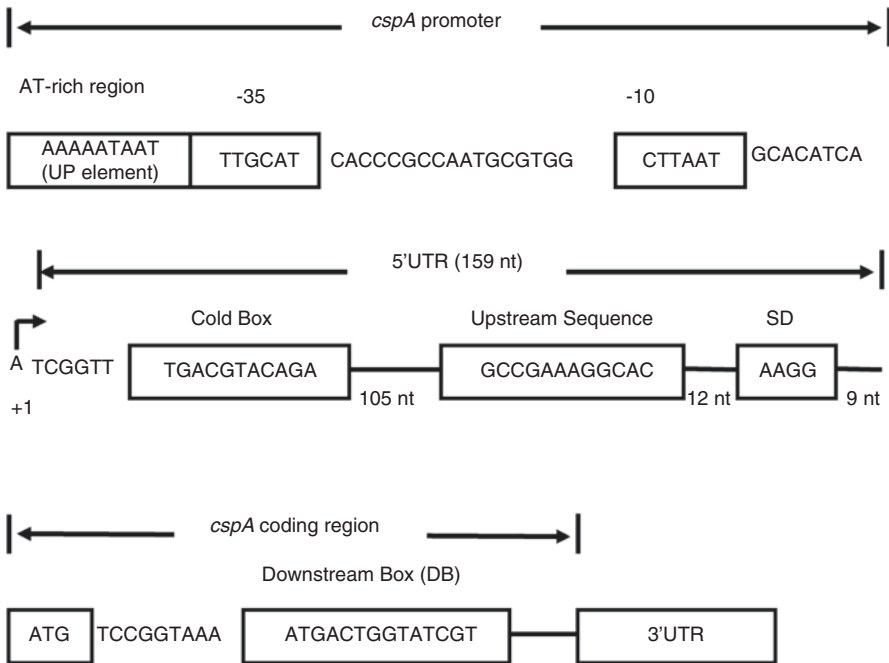 cspA promoter
AT-rich region
-35
-10
AAAAATAAT
(UP element)
TTGCAT
CACCCGCCAATGCGTGG
CTTAAT
GCACATCA
5'UTR (159 nt)
Cold Box
Upstream Sequence
SD
A
TCGGTT
TGACGTACAGA
GCCGAAAGGCAC
AAGG
+1
105 nt
12 nt
9 nt
cspA coding region
Downstream Box (DB)
ATG
TCCGGTAAA
ATGACTGGTATCGT
3'UTR